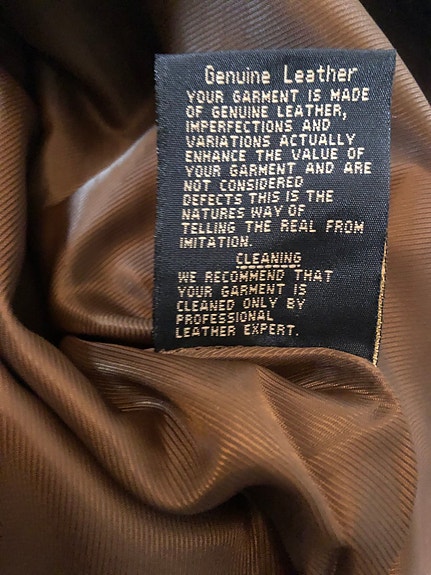 Genuine Leather
YOUR GARMENT IS MADE
OF GENUINE LEATHER,
IMPERFECTIONS AND
VARIATIONS ACTUALLY
ENHANCE THE VALUE OF
YOUR GARMENT AND ARE
NOT CONSIDERED
DEFECTS THIS IS THE
NATURES WAY OF
TELLING THE REAL FROM
IMITATION.
CLEANING
WE RECOMMEND THAT
YOUR GARMENT IS
CLEANED ONLY BY
PROFESSIONAL
LEATHER EXPERT.